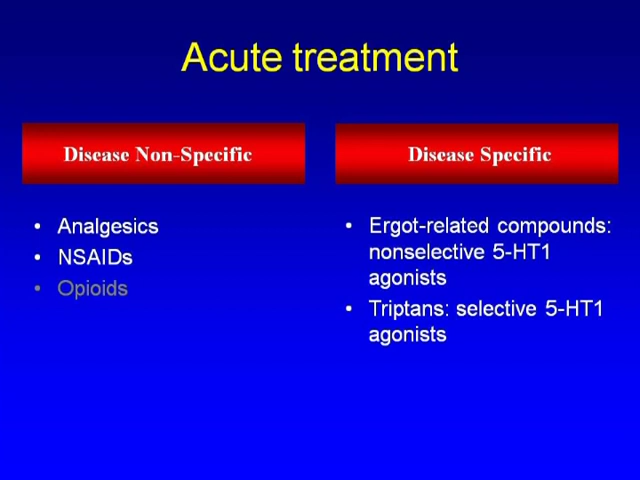 Acute treatment
Disease Non-Specific
• Analgesics
• NSAIDs
• Opioids
Disease Specific
• Ergot-related compounds:
nonselective 5-HT1
agonists
• Triptans: selective 5-HT1
agonists